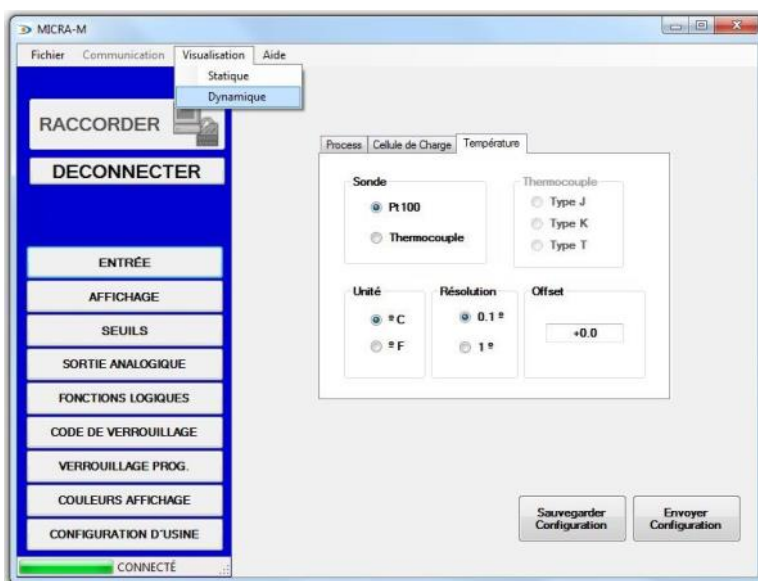 MICRA-M
Fichier Communication Visualisation Aide
Statique
Dynamique
RACCORDER
DECONNECTER
ENTRÉE
AFFICHAGE
SEUILS
SORTIE ANALOGIQUE
FONCTIONS LOGIQUES
CODE DE VERROUILLAGE
VERROUILLAGE PROG.
COULEURS AFFICHAGE
CONFIGURATION D'USINE
CONNECTÉ
Process Cellule de Charge Température
Sonde
Pt100
Thermocouple
Thermocouple
Type J
Type K
Type T
Unité
º C
º F
Résolution
0.1 º
1 º
Offset
+0.0
Sauvegarder
Configuration
Envoyer
Configuration